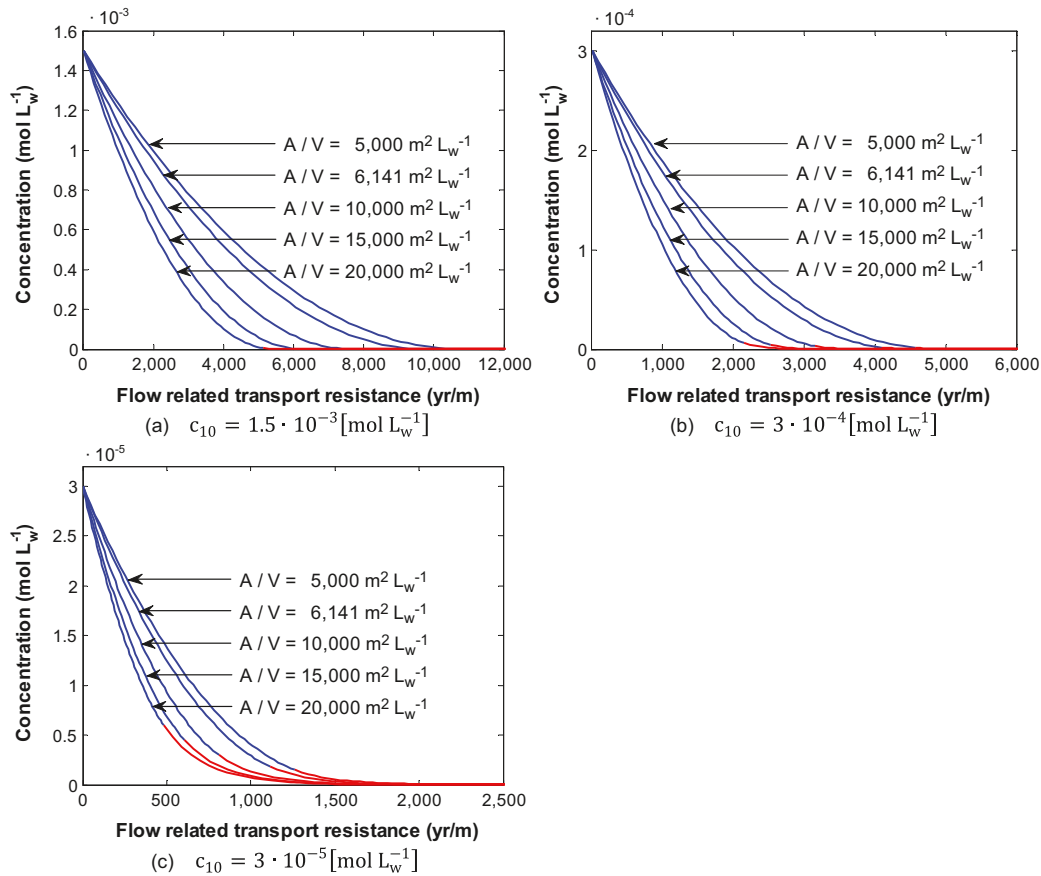 · 10⁻³
1.6
1.4
1.2
1
0.8
0.6
0.4
0.2
0
Concentration (mol L_w⁻¹)
A / V = 5,000 m² L_w⁻¹
A / V = 6,141 m² L_w⁻¹
A / V = 10,000 m² L_w⁻¹
A / V = 15,000 m² L_w⁻¹
A / V = 20,000 m² L_w⁻¹
0 2,000 4,000 6,000 8,000 10,000 12,000
Flow related transport resistance (yr/m)
(a) c₁₀ = 1.5 · 10⁻³ [mol L_w⁻¹]
· 10⁻⁴
3
2
1
0
Concentration (mol L_w⁻¹)
A / V = 5,000 m² L_w⁻¹
A / V = 6,141 m² L_w⁻¹
A / V = 10,000 m² L_w⁻¹
A / V = 15,000 m² L_w⁻¹
A / V = 20,000 m² L_w⁻¹
0 1,000 2,000 3,000 4,000 5,000 6,000
Flow related transport resistance (yr/m)
(b) c₁₀ = 3 · 10⁻⁴ [mol L_w⁻¹]
· 10⁻⁵
3
2.5
2
1.5
1
0.5
0
Concentration (mol L_w⁻¹)
A / V = 5,000 m² L_w⁻¹
A / V = 6,141 m² L_w⁻¹
A / V = 10,000 m² L_w⁻¹
A / V = 15,000 m² L_w⁻¹
A / V = 20,000 m² L_w⁻¹
0 500 1,000 1,500 2,000 2,500
Flow related transport resistance (yr/m)
(c) c₁₀ = 3 · 10⁻⁵ [mol L_w⁻¹]